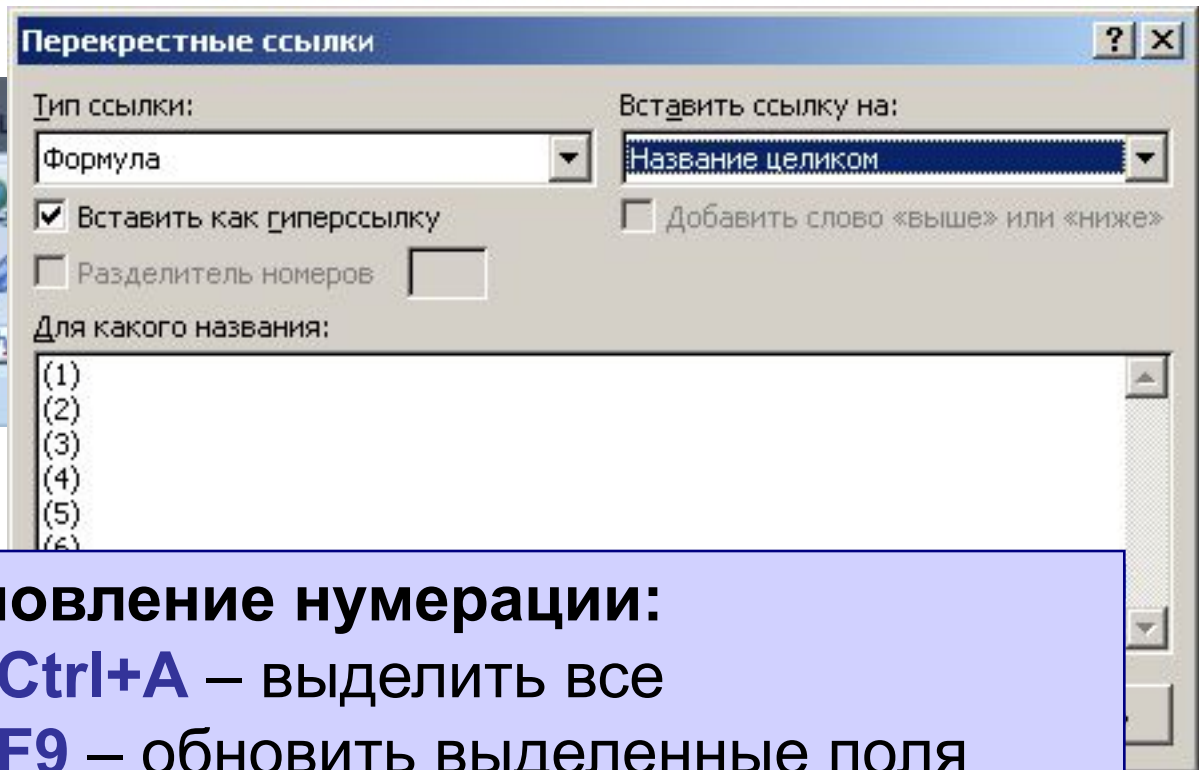 Перекрестные ссылки
Тип ссылки:
Вставить ссылку на:
Формула
Название целиком
Вставить как гиперссылку
Добавить слово «выше» или «ниже»
Разделитель номеров
Для какого названия:
(1)
(2)
(3)
(4)
(5)
(6)
новление нумерации:
Ctrl+A – выделить все
F9 – обновить выделенные поля